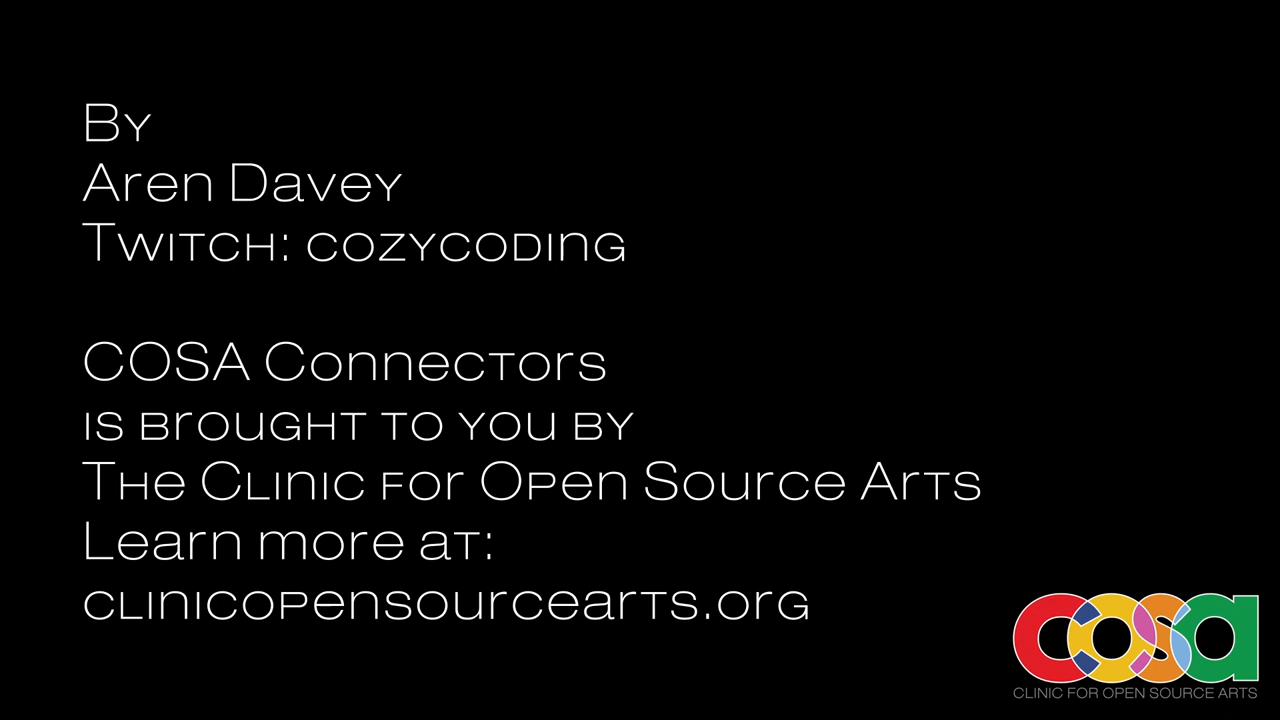 By
Aren Davey
Twitch: cozycoding
COSA Connectors
is brought to you by
The Clinic for Open Source Arts
Learn more at:
clinicopensourcearts.org
cosa
CLINIC FOR OPEN SOURCE ARTS